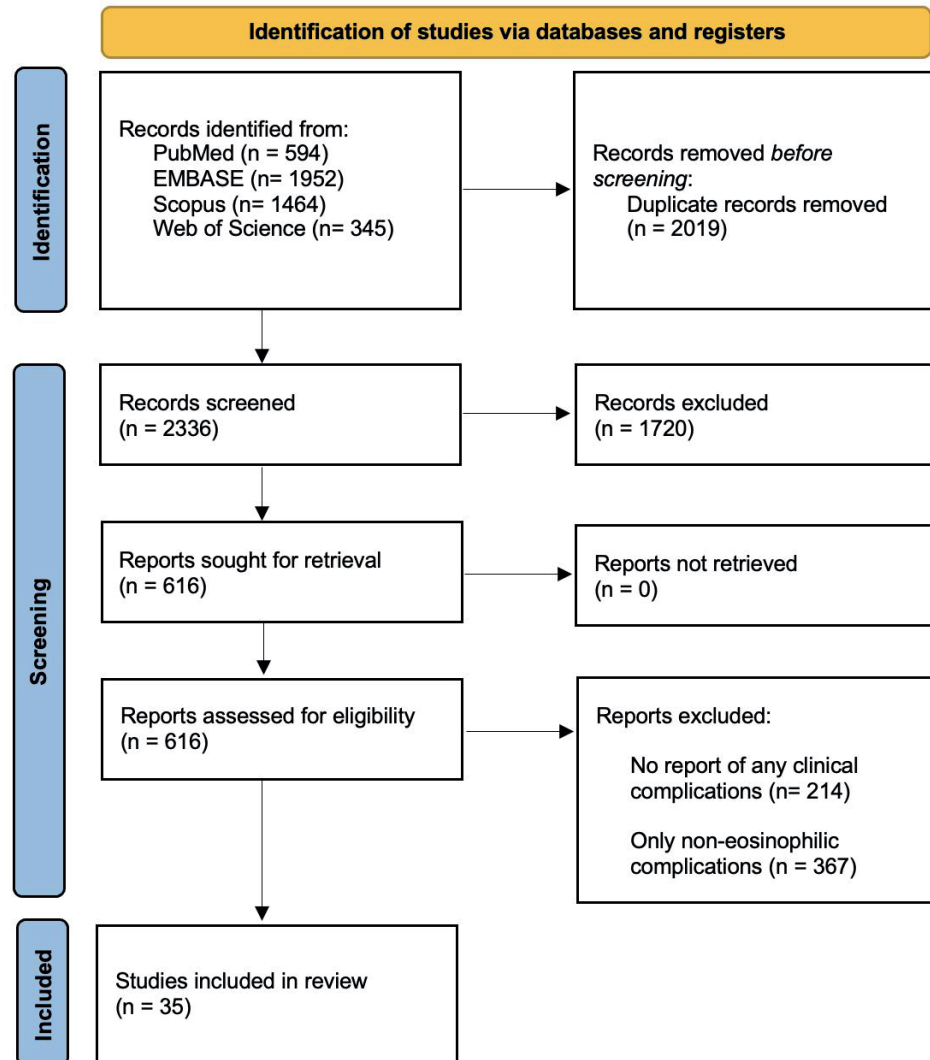 Identification of studies via databases and registers
Identification
Records identified from:
PubMed (n = 594)
EMBASE (n= 1952)
Scopus (n= 1464)
Web of Science (n= 345)
Records removed before
screening:
Duplicate records removed
(n = 2019)
Screening
Records screened
(n = 2336)
Records excluded
(n = 1720)
Reports sought for retrieval
(n = 616)
Reports not retrieved
(n = 0)
Reports assessed for eligibility
(n = 616)
Reports excluded:
No report of any clinical
complications (n= 214)
Only non-eosinophilic
complications (n = 367)
Included
Studies included in review
(n = 35)